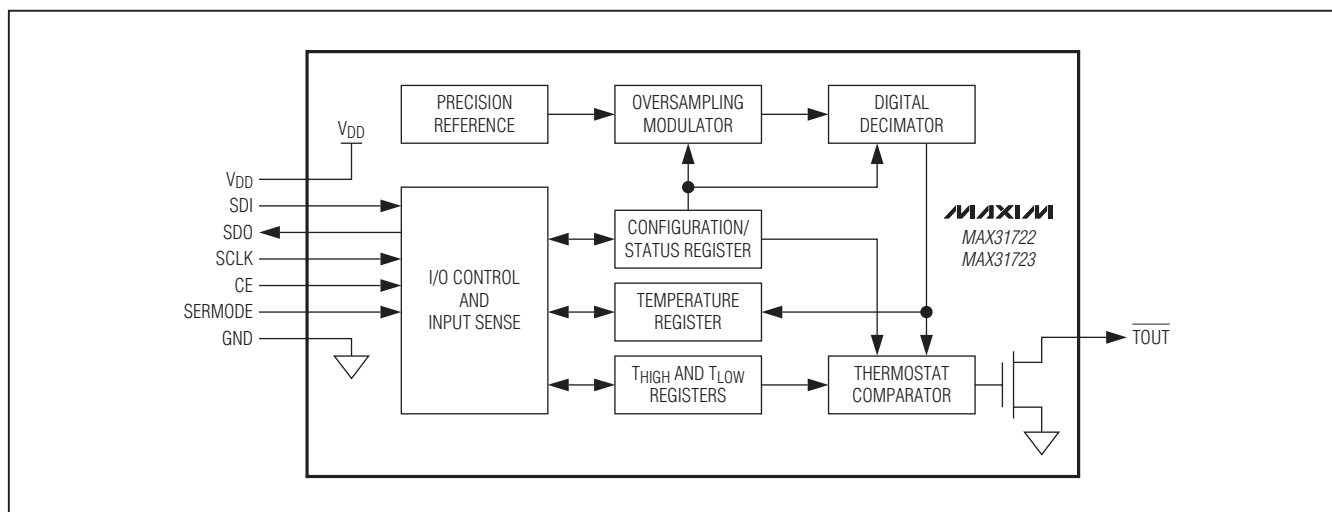 PRECISION
REFERENCE
OVERSAMPLING
MODULATOR
DIGITAL
DECIMATOR
VDD
VDD
SDI
SDO
SCLK
CE
SERMODE
GND
I/O CONTROL
AND
INPUT SENSE
CONFIGURATION/
STATUS REGISTER
TEMPERATURE
REGISTER
THIGH AND TLOW
REGISTERS
THERMOSTAT
COMPARATOR
MAXIM
MAX31722
MAX31723
TOUT